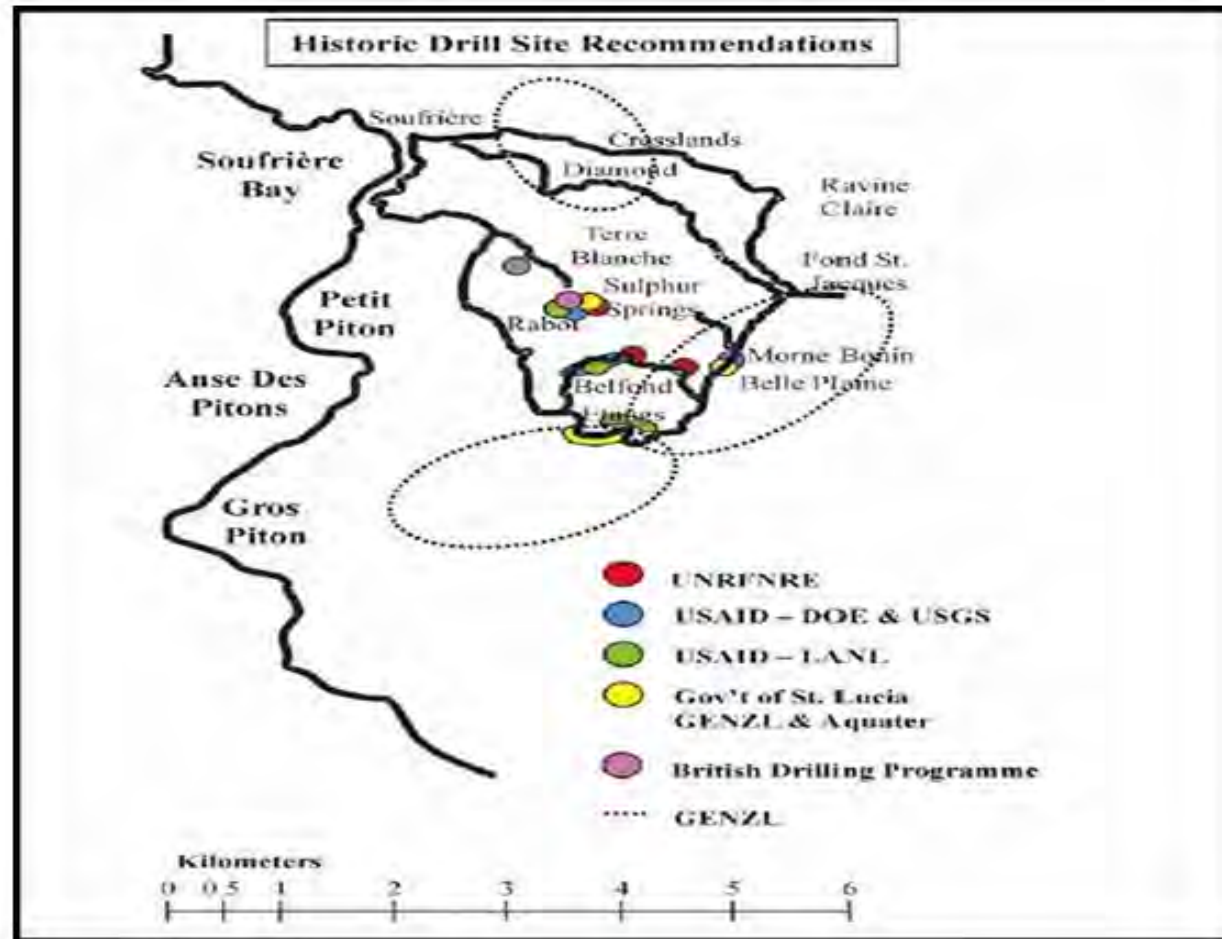 Historic Drill Site Recommendations
Soufrière
Crosslands
Soufrière
Bay
Diamond
Ravine
Claire
Terre
Blanche
Fond St.
Jacques
Sulphur
Springs
Petit
Piton
Rabot
Morne Bonin
Anse Des
Pitons
Belfond
Belle Plaine
Etangs
Gros
Piton
UNRFNRE
USAID – DOE & USGS
USAID – LANL
Gov't of St. Lucia
GENZL & Aquater
British Drilling Programme
GENZL
Kilometers
0 0 5 1 2 3 4 5 6